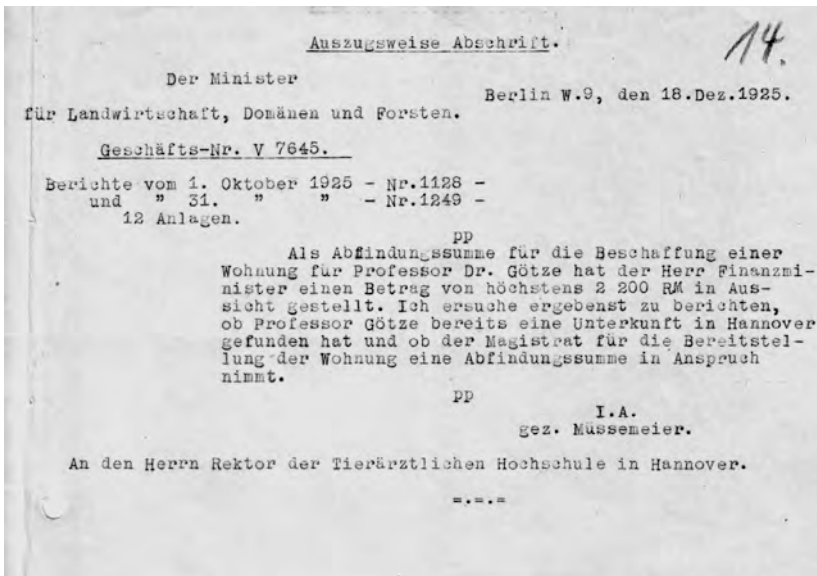 Auszugsweise Abschrift.
14.
Der Minister
Berlin W.9, den 18.Dez.1925.
für Landwirtschaft, Domänen und Forsten.
Geschäfts-Nr. V 7645.
Berichte vom 1. Oktober 1925 - Nr.1128 -
und " 31. " " - Nr.1249 -
12 Anlagen.
pp
Als Abfindungssumme für die Beschaffung einer
Wohnung für Professor Dr. Götze hat der Herr Finanzmi-
nister einen Betrag von höchstens 2 200 RM in Aus-
sicht gestellt. Ich ersuche ergebenst zu berichten,
ob Professor Götze bereits eine Unterkunft in Hannover
gefunden hat und ob der Magistrat für die Bereitstel-
lung der Wohnung eine Abfindungssumme in Anspruch
nimmt.
pp
I.A.
gez. Müssemeier.
An den Herrn Rektor der Tierärztlichen Hochschule in Hannover.
=.=.=